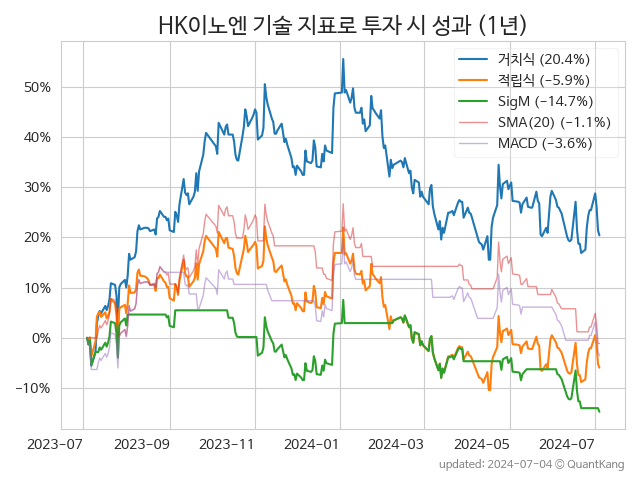 HK이노엔 기술 지표로 투자 시 성과 (1년)
거치식 (20.4%)
적립식 (−5.9%)
SigM (−14.7%)
SMA(20) (−1.1%)
MACD (−3.6%)
50%
40%
30%
20%
10%
0%
−10%
2023-07 2023-09 2023-11 2024-01 2024-03 2024-05 2024-07
updated: 2024-07-04 © QuantKang